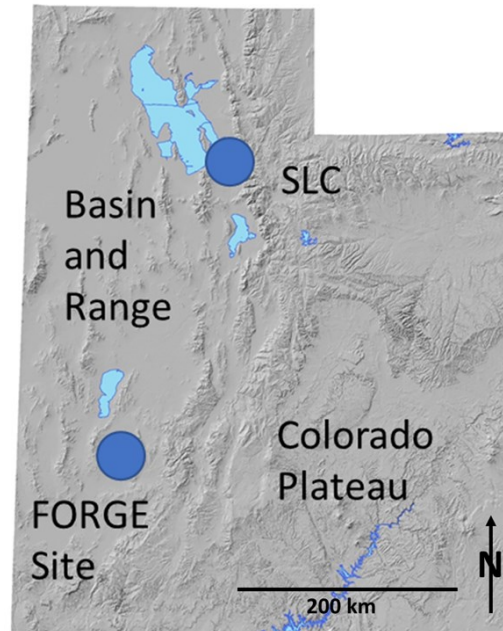 SLC
Basin
and
Range
Colorado
Plateau
FORGE
Site
N
200 km